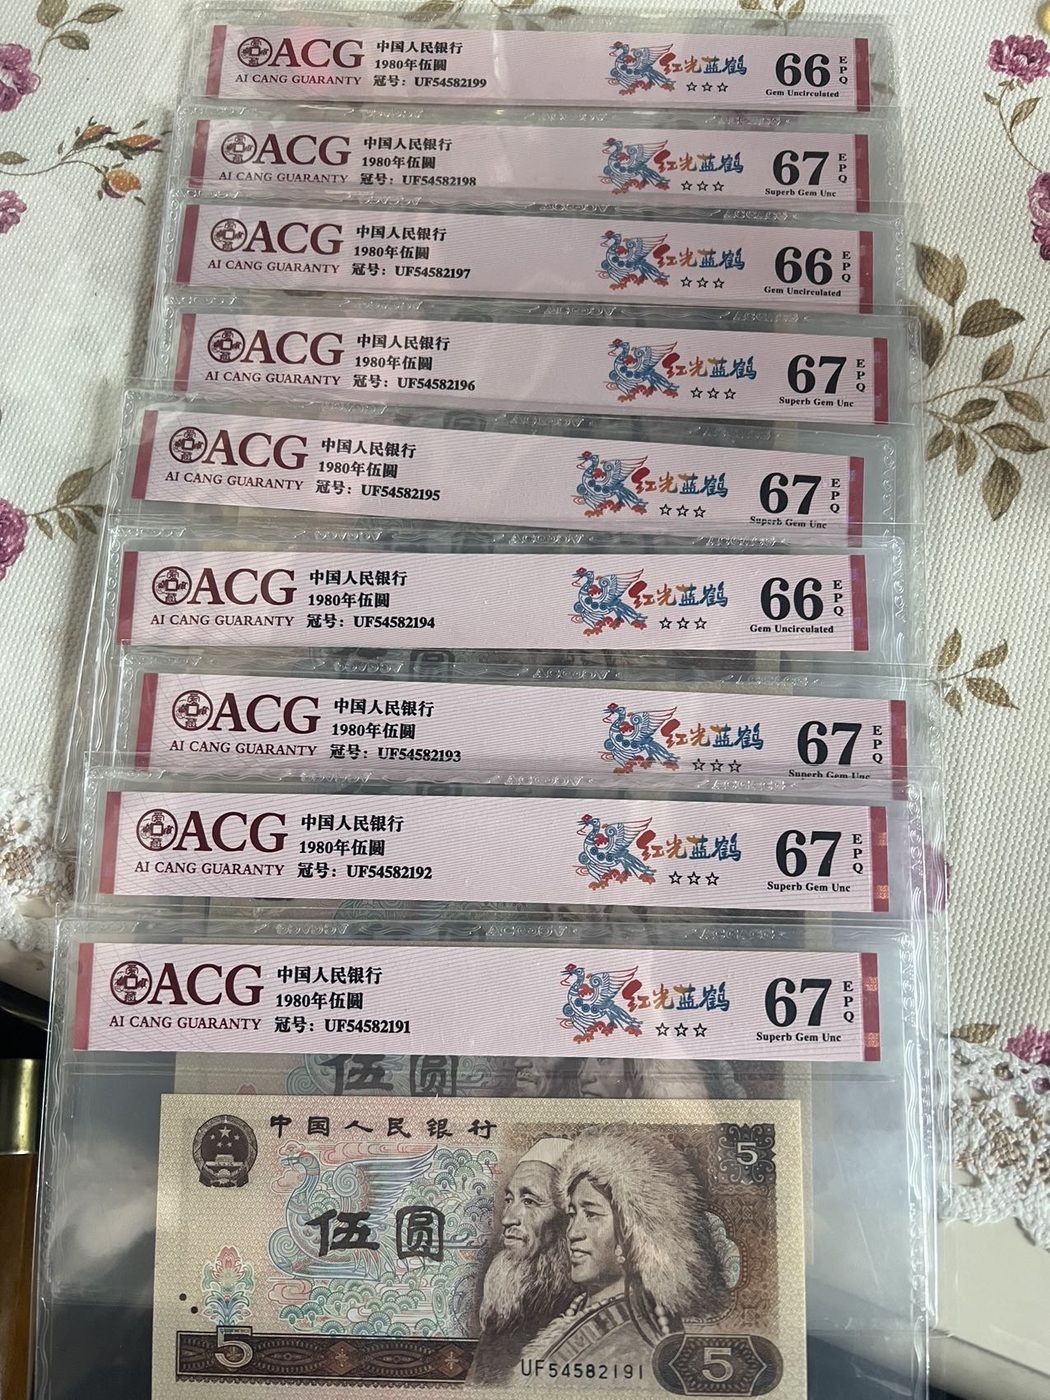 ACG
AI CANG GUARANTY
中国人民银行
1980年伍圆
冠号：UF54582199
红光蓝鹤
☆☆☆
66
EPQ
Gem Uncirculated
ACG
AI CANG GUARANTY
中国人民银行
1980年伍圆
冠号：UF54582198
红光蓝鹤
☆☆☆
67
EPQ
Superb Gem Unc
ACG
AI CANG GUARANTY
中国人民银行
1980年伍圆
冠号：UF54582197
红光蓝鹤
☆☆☆
66
EPQ
Gem Uncirculated
ACG
AI CANG GUARANTY
中国人民银行
1980年伍圆
冠号：UF54582196
红光蓝鹤
☆☆☆
67
EPQ
Superb Gem Unc
ACG
AI CANG GUARANTY
中国人民银行
1980年伍圆
冠号：UF54582195
红光蓝鹤
☆☆☆
67
EPQ
Superb Gem Unc
ACG
AI CANG GUARANTY
中国人民银行
1980年伍圆
冠号：UF54582194
红光蓝鹤
☆☆☆
66
EPQ
Gem Uncirculated
ACG
AI CANG GUARANTY
中国人民银行
1980年伍圆
冠号：UF54582193
红光蓝鹤
☆☆☆
67
EPQ
Superb Gem Unc
ACG
AI CANG GUARANTY
中国人民银行
1980年伍圆
冠号：UF54582192
红光蓝鹤
☆☆☆
67
EPQ
Superb Gem Unc
ACG
AI CANG GUARANTY
中国人民银行
1980年伍圆
冠号：UF54582191
红光蓝鹤
☆☆☆
67
EPQ
Superb Gem Unc
伍圆
中国人民银行
5
伍圆
5
UF54582191
5